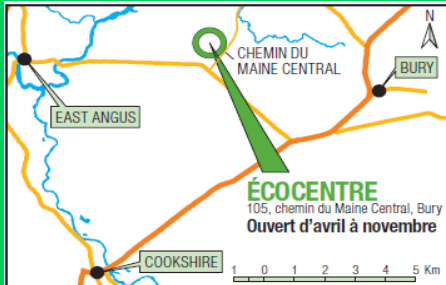 N
CHEMIN DU
MAINE CENTRAL
BURY
EAST ANGUS
ÉCOCENTRE
105, chemin du Maine Central, Bury
Ouvert d'avril à novembre
COOKSHIRE
1 0 1 2 3 4 5 Km